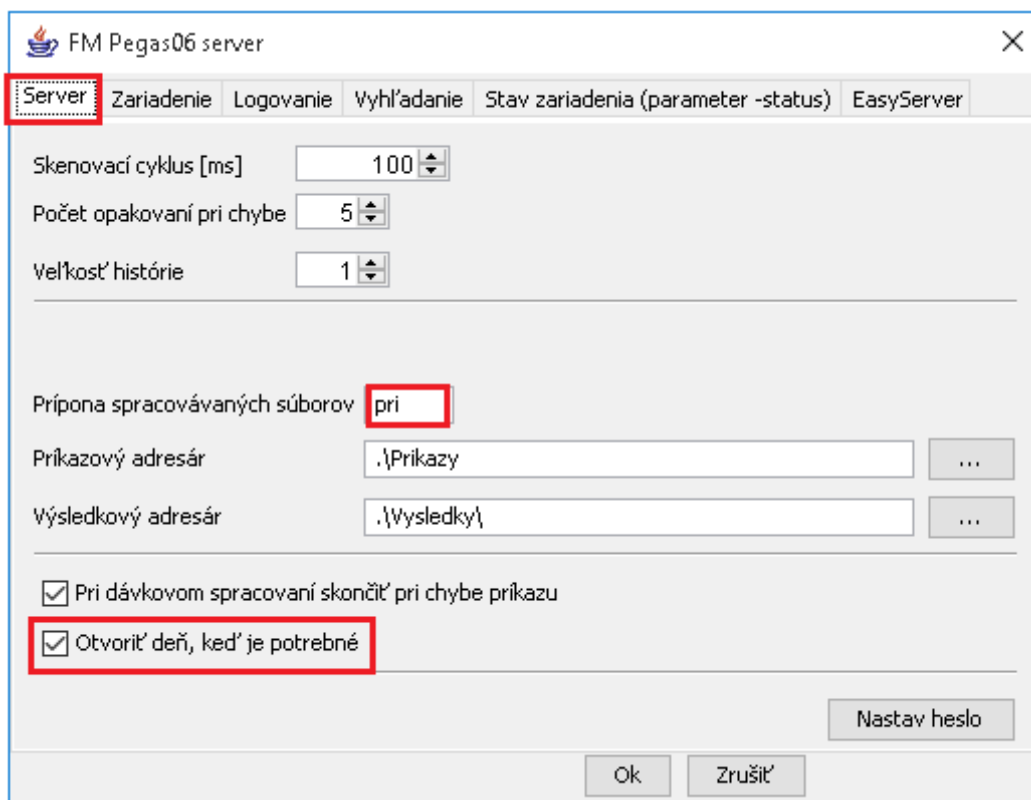 FM Pegas06 server
Server Zariadenie Logovanie Vyhľadanie Stav zariadenia (parameter -status) EasyServer
Skenovací cyklus [ms] 100
Počet opakovaní pri chybe 5
Veľkosť histórie 1
Prípona spracovávaných súborov pri
Príkazový adresár .\Prikazy ...
Výsledkový adresár .\Vysledky\ ...
Pri dávkovom spracovaní skončiť pri chybe príkazu
Otvoriť deň, keď je potrebné
Nastav heslo
Ok Zrušiť